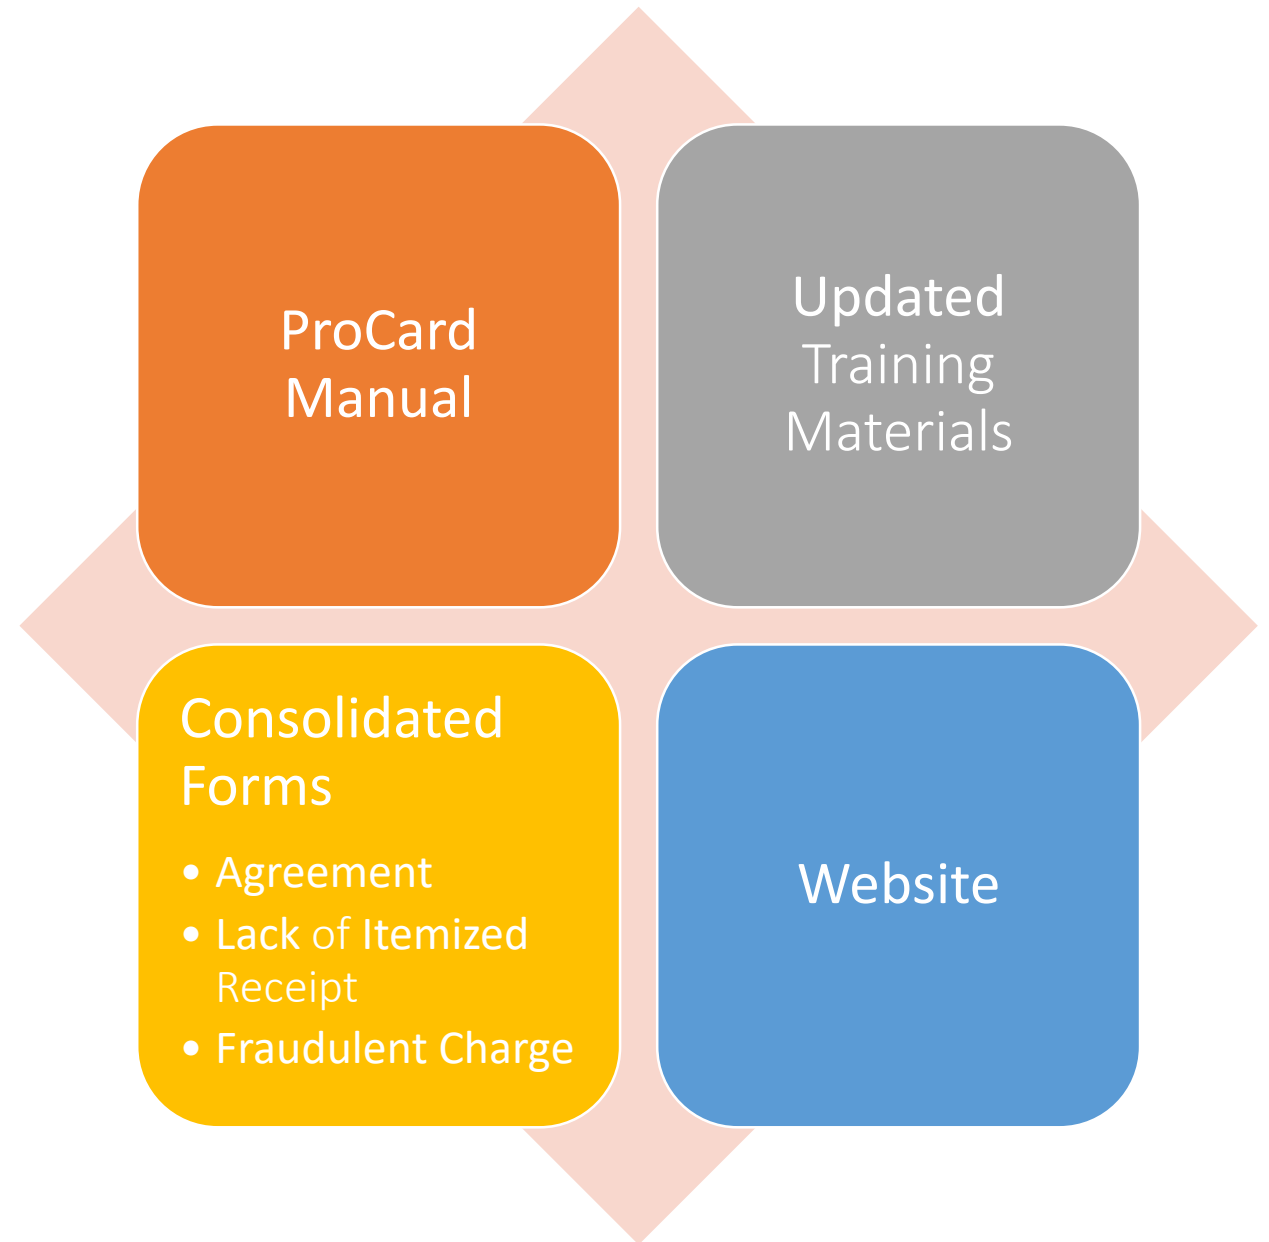 ProCard
Manual
Updated
Training
Materials
Consolidated
Forms
• Agreement
• Lack of Itemized
Receipt
• Fraudulent Charge
Website